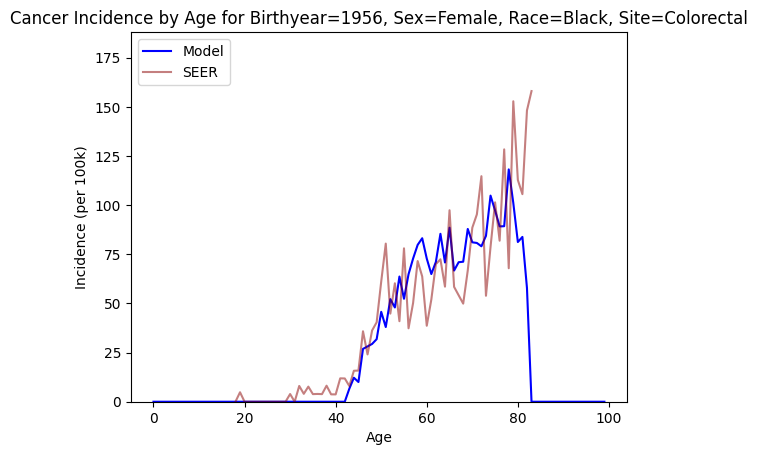 Cancer Incidence by Age for Birthyear=1956, Sex=Female, Race=Black, Site=Colorectal
Model
SEER
175
150
125
100
75
50
25
0
Incidence (per 100k)
0 20 40 60 80 100
Age